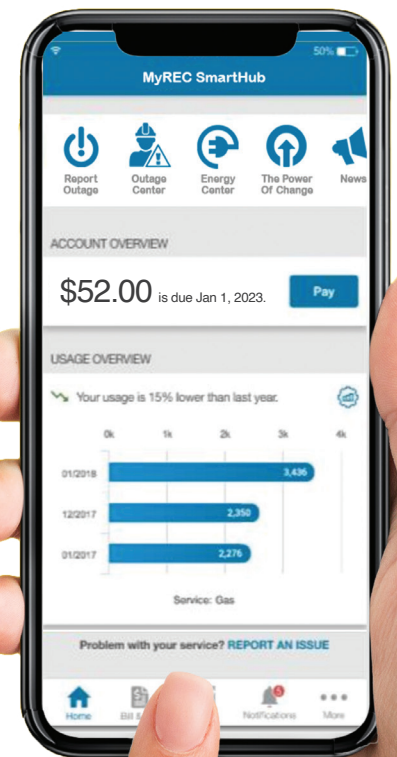 50%
MyREC SmartHub
Report
Outage
Outage
Center
Energy
Center
The Power
Of Change
News
ACCOUNT OVERVIEW
$52.00 is due Jan 1, 2023.
Pay
USAGE OVERVIEW
Your usage is 15% lower than last year.
0k 1k 2k 3k 4k
01/2018 3,436
12/2017 2,350
01/2017 2,276
Service: Gas
Problem with your service? REPORT AN ISSUE
Home
Bill &
Notifications
More